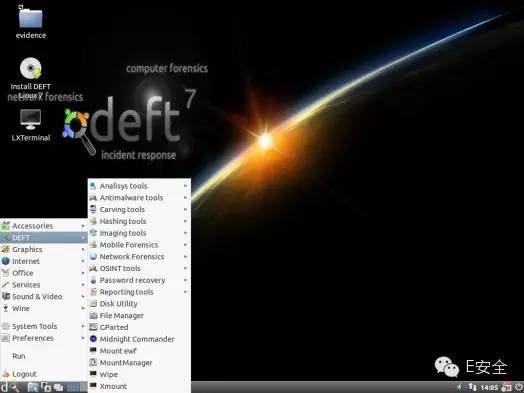 evidence
computer forensics
Install DEFT
Linux 7
network forensics
deft 7
LXTerminal
incident response
Analisys tools
Antimalware tools
Carving tools
Hashing tools
Imaging tools
Mobile Forensics
Network Forensics
OSINT tools
Password recovery
Reporting tools
Disk Utility
File Manager
GParted
Midnight Commander
Mount ewf
MountManager
Wipe
Xmount
Accessories
DEFT
Graphics
Internet
Office
Services
Sound & Video
Wine
System Tools
Preferences
Run
Logout
E安全
14:05